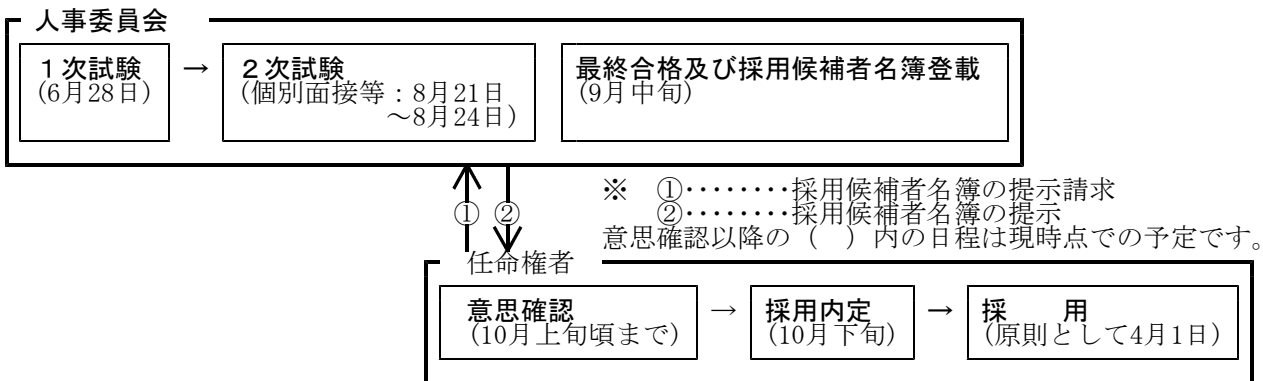 人事委員会
１次試験 → ２次試験 最終合格及び採用候補者名簿登載
(6月28日) (個別面接等：8月21日 (9月中旬)
～8月24日)
※ ①‥‥‥‥採用候補者名簿の提示請求
① ② ②‥‥‥‥採用候補者名簿の提示
意思確認以降の（ ）内の日程は現時点での予定です。
任命権者
意思確認 → 採用内定 → 採 用
(10月上旬頃まで) (10月下旬) (原則として4月1日)